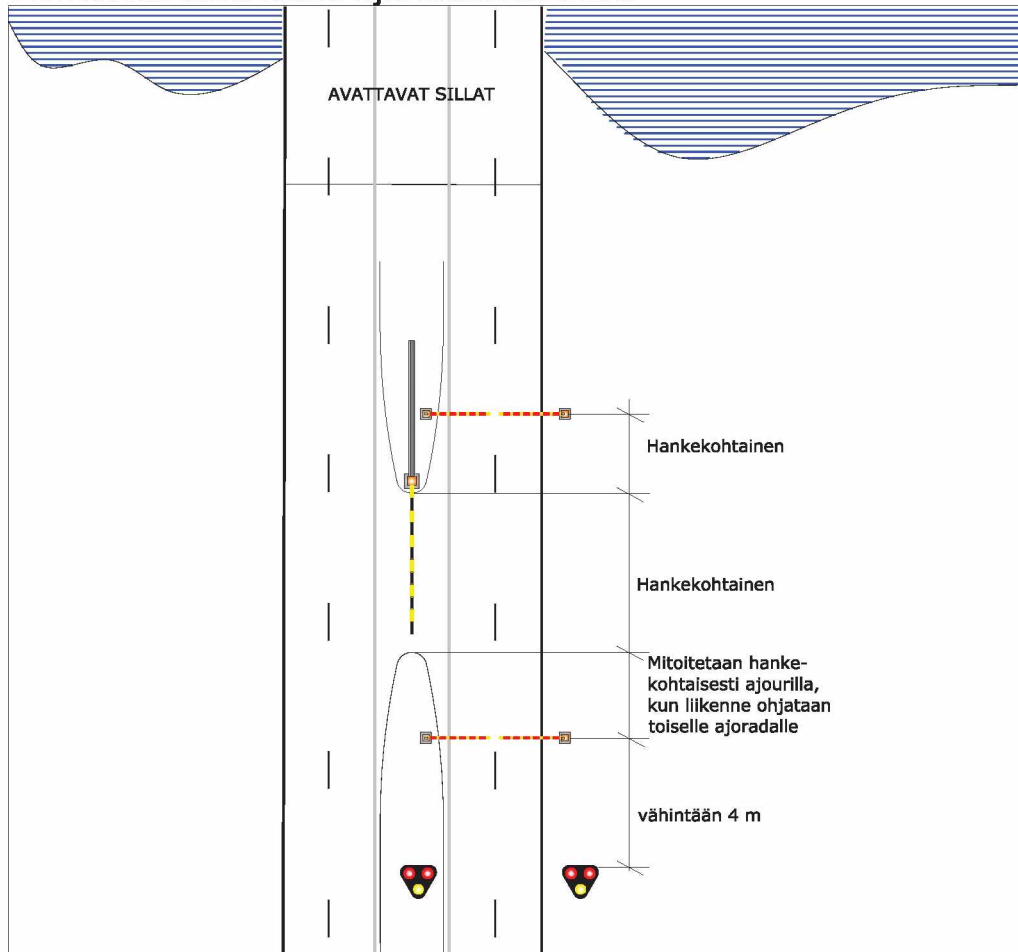 AVATTAVAT SILLAT
Hankekohtainen
Hankekohtainen
Mitoitetaan hanke-
kohtaisesti ajourilla,
kun liikenne ohjataan
toiselle ajoradalle
vähintään 4 m